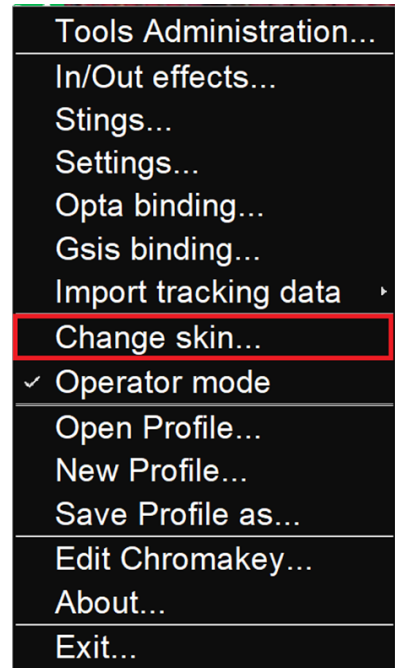 Tools Administration...
In/Out effects...
Stings...
Settings...
Opta binding...
Gsis binding...
Import tracking data
Change skin...
Operator mode
Open Profile...
New Profile...
Save Profile as...
Edit Chromakey...
About...
Exit...